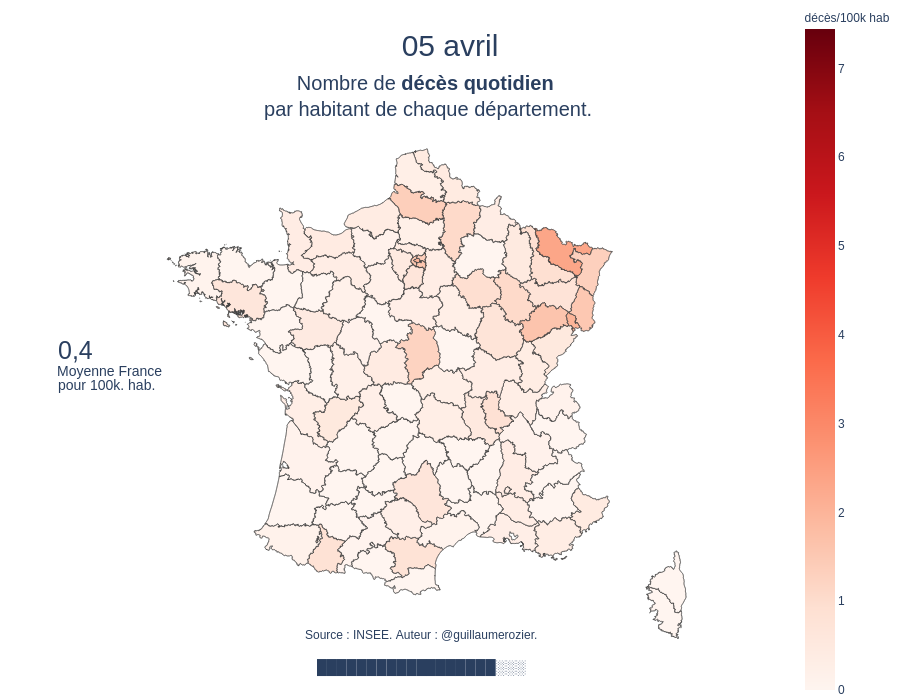 décès/100k hab
05 avril
Nombre de décès quotidien
par habitant de chaque département.
7
6
5
4
3
2
1
0
0,4
Moyenne France
pour 100k. hab.
Source : INSEE. Auteur : @guillaumerozier.